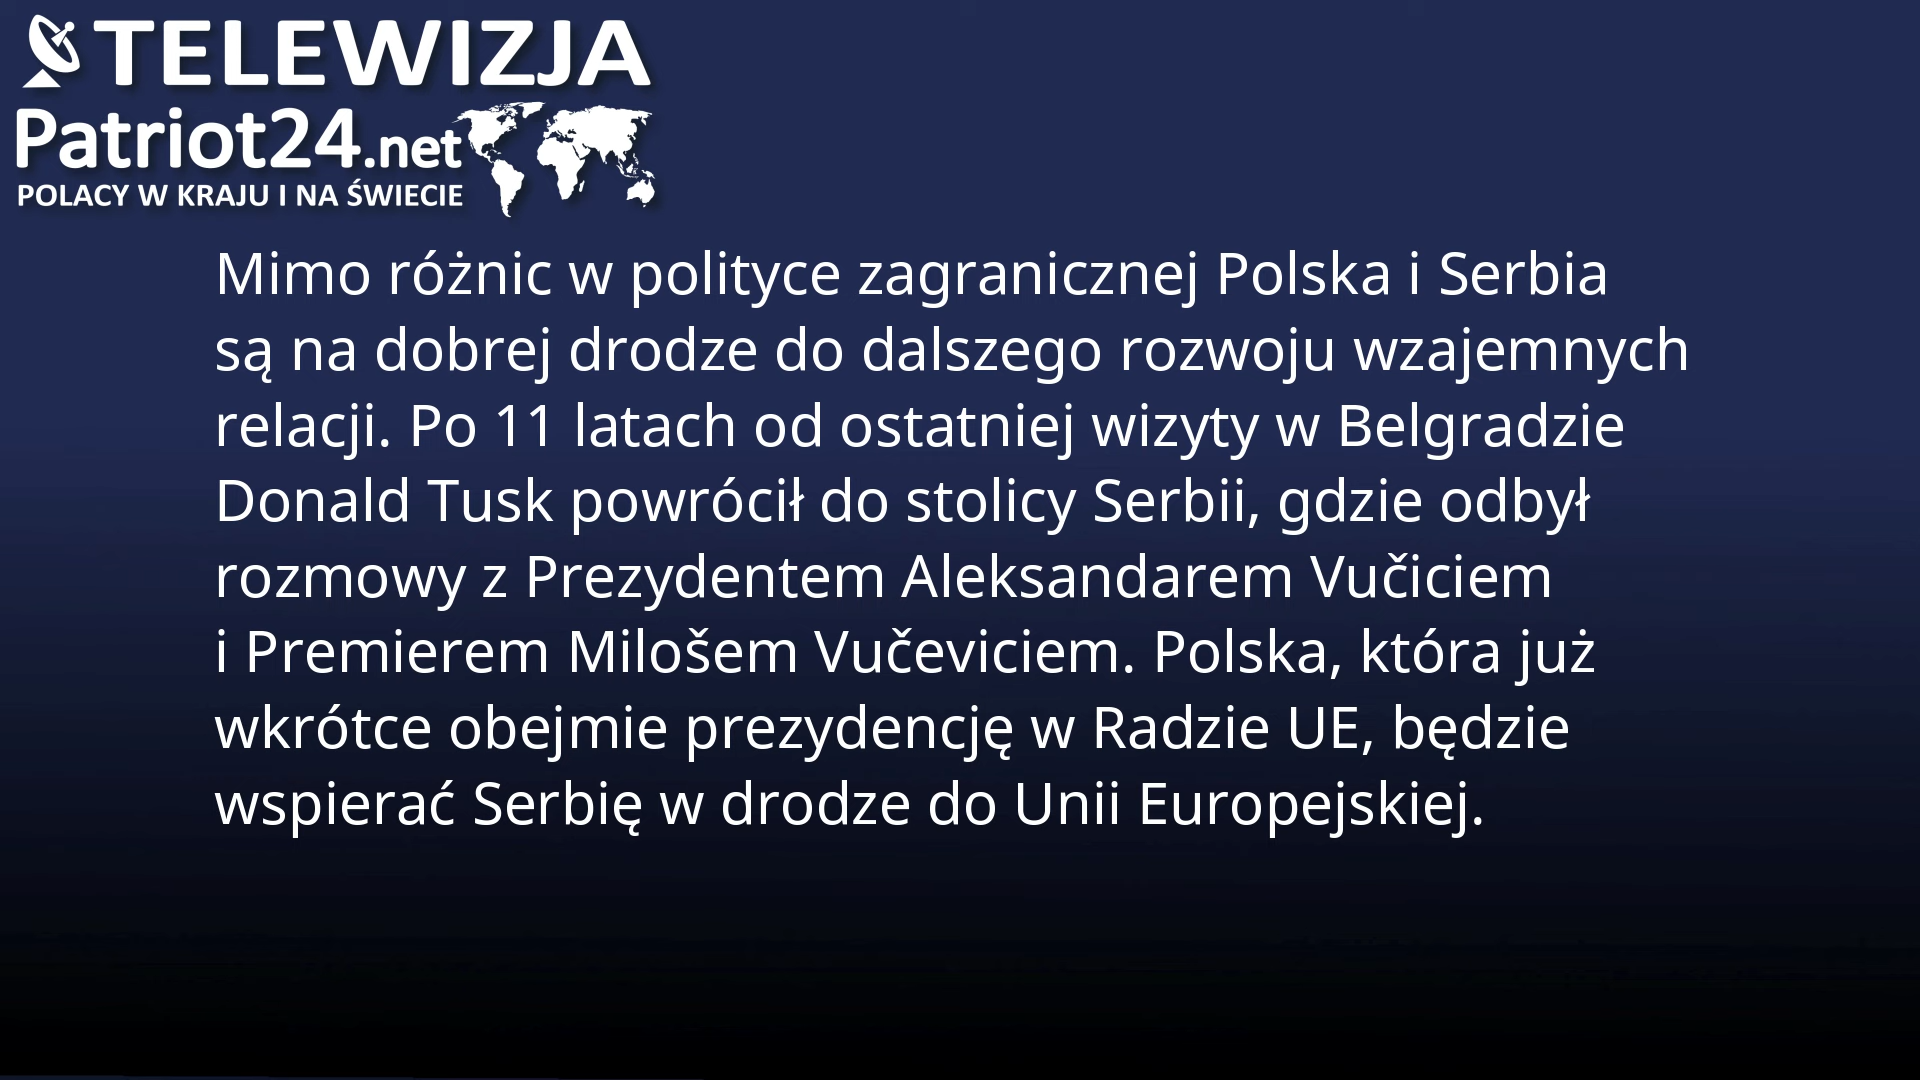 TELEWIZJA
Patriot24.net
POLACY W KRAJU I NA ŚWIECIE
Mimo różnic w polityce zagranicznej Polska i Serbia
są na dobrej drodze do dalszego rozwoju wzajemnych
relacji. Po 11 latach od ostatniej wizyty w Belgradzie
Donald Tusk powrócił do stolicy Serbii, gdzie odbył
rozmowy z Prezydentem Aleksandarem Vučiciem
i Premierem Milošem Vučeviciem. Polska, która już
wkrótce obejmie prezydencję w Radzie UE, będzie
wspierać Serbię w drodze do Unii Europejskiej.